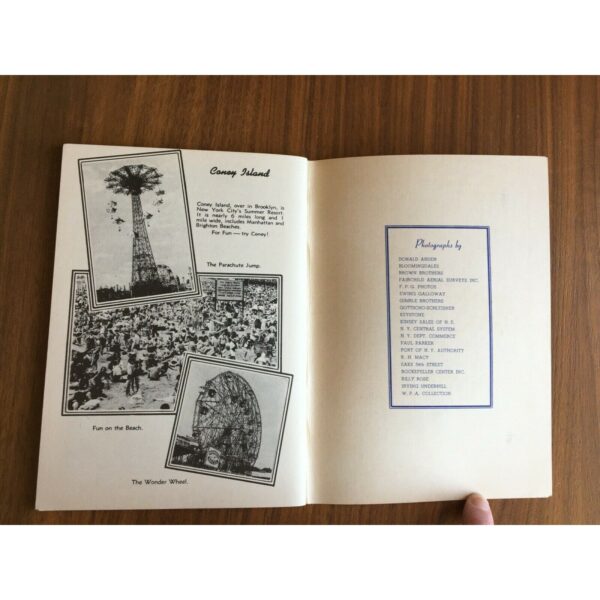 Coney Island
Coney Island, over in Brooklyn, is
New York City's Summer Resort.
It is nearly 6 miles long and 1
mile wide, includes Manhattan and
Brighton Beaches.
For Fun — try Coney!
The Parachute Jump.
Fun on the Beach.
The Wonder Wheel.
Photographs by
DONALD ARDEN
BLOOMINGDALES
BROWN BROTHERS
FAIRCHILD AERIAL SURVEYS INC.
F. P. G. PHOTOS
EWING GALLOWAY
GIMBLE BROTHERS
GOTTSCHO-SCHLEISNER
KEYSTONE
KINSEY SALES OF N. E.
N. Y. CENTRAL SYSTEM
N. Y. DEPT. COMMERCE
PAUL PARKER
PORT OF N. Y. AUTHORITY
R. H. MACY
SAKS 34th STREET
ROCKEFELLER CENTER INC.
BILLY ROSE
IRVING UNDERHILL
W. P. A. COLLECTION